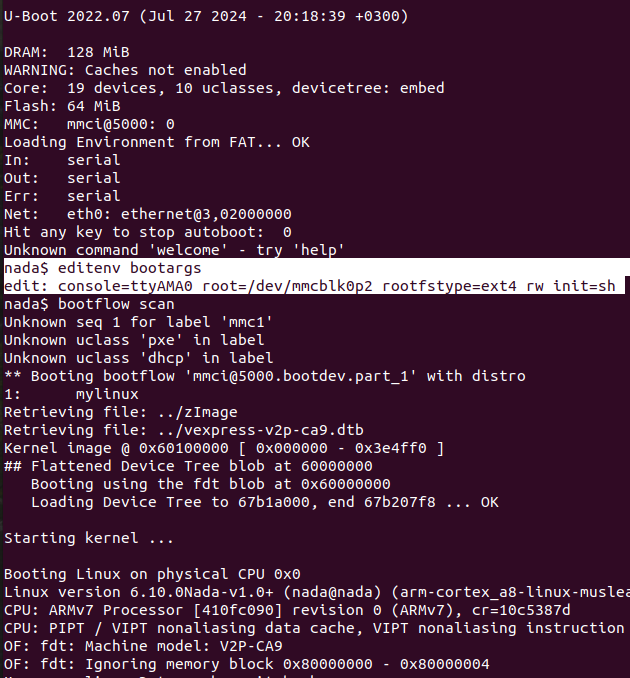 U-Boot 2022.07 (Jul 27 2024 - 20:18:39 +0300)
DRAM:  128 MiB
WARNING: Caches not enabled
Core:  19 devices, 10 uclasses, devicetree: embed
Flash: 64 MiB
MMC:   mmci@5000: 0
Loading Environment from FAT... OK
In:    serial
Out:   serial
Err:   serial
Net:   eth0: ethernet@3,02000000
Hit any key to stop autoboot:  0
Unknown command 'welcome' - try 'help'
nada$ editenv bootargs
edit: console=ttyAMA0 root=/dev/mmcblk0p2 rootfstype=ext4 rw init=sh
nada$ bootflow scan
Unknown seq 1 for label 'mmc1'
Unknown uclass 'pxe' in label
Unknown uclass 'dhcp' in label
** Booting bootflow 'mmci@5000.bootdev.part_1' with distro
1:      mylinux
Retrieving file: ../zImage
Retrieving file: ../vexpress-v2p-ca9.dtb
Kernel image @ 0x60100000 [ 0x000000 - 0x3e4ff0 ]
## Flattened Device Tree blob at 60000000
   Booting using the fdt blob at 0x60000000
   Loading Device Tree to 67b1a000, end 67b207f8 ... OK
Starting kernel ...
Booting Linux on physical CPU 0x0
Linux version 6.10.0Nada-v1.0+ (nada@nada) (arm-cortex_a8-linux-muslea
CPU: ARMv7 Processor [410fc090] revision 0 (ARMv7), cr=10c5387d
CPU: PIPT / VIPT nonaliasing data cache, VIPT nonaliasing instruction
OF: fdt: Machine model: V2P-CA9
OF: fdt: Ignoring memory block 0x80000000 - 0x80000004